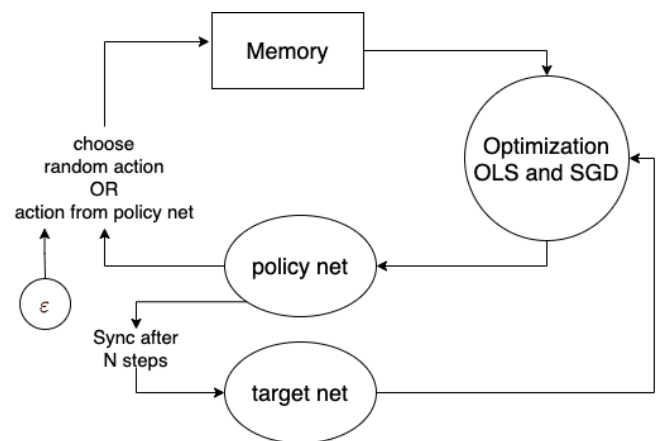 Memory
choose
random action
OR
action from policy net
Optimization
OLS and SGD
policy net
ε
Sync after
N steps
target net